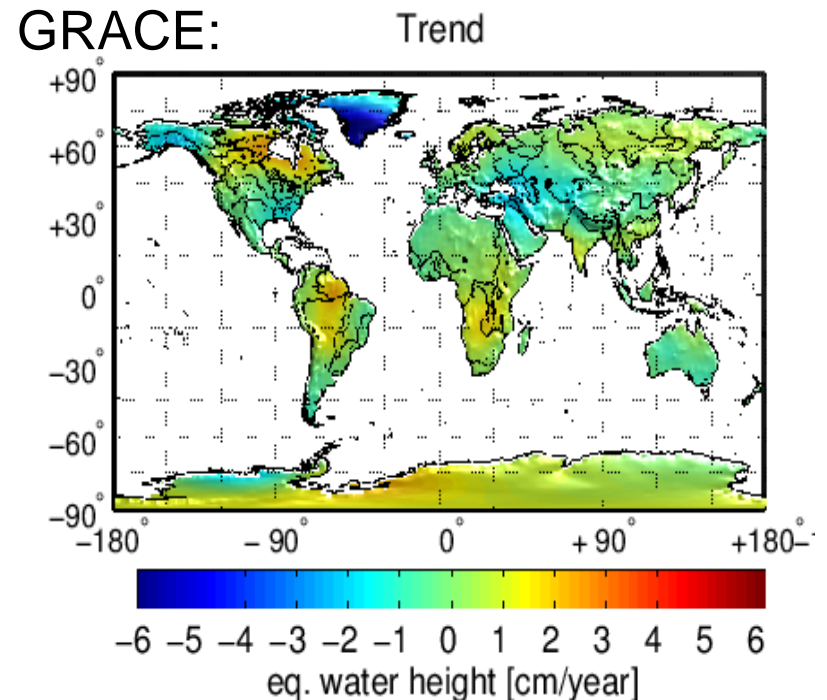 GRACE:
Trend
+90°
+60°
+30°
0°
−30°
−60°
−90°
−180° −90° 0° +90° +180° −1
−6 −5 −4 −3 −2 −1 0 1 2 3 4 5 6
eq. water height [cm/year]